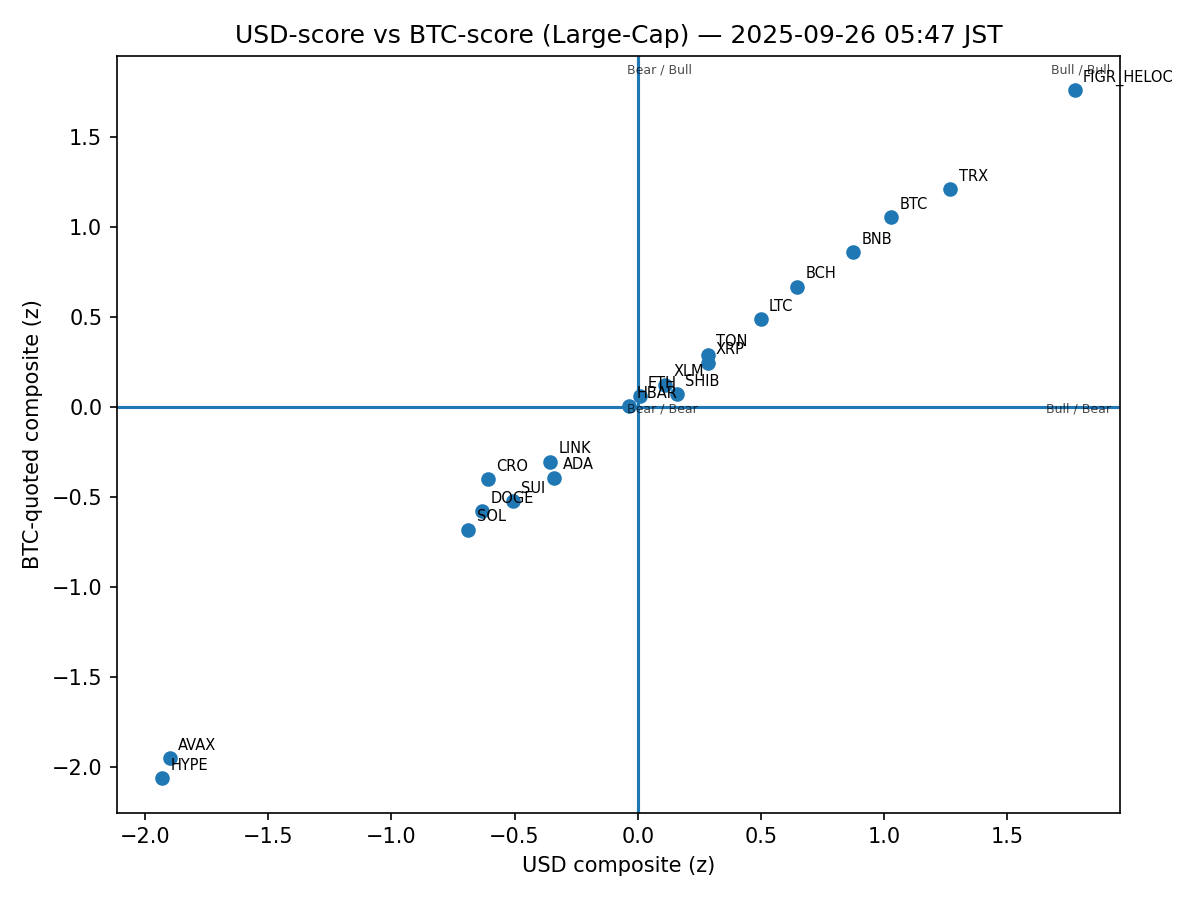 USD-score vs BTC-score (Large-Cap) — 2025-09-26 05:47 JST
Bear / Bull
Bull / Bull
FIGR_HELOC
TRX
BTC
BNB
BCH
LTC
TON
XRP
XLM
SHIB
ETH
HBAR
Bear / Bear
Bull / Bear
LINK
ADA
CRO
SUI
DOGE
SOL
AVAX
HYPE
BTC-quoted composite (z)
1.5
1.0
0.5
0.0
−0.5
−1.0
−1.5
−2.0
−2.0
−1.5
−1.0
−0.5
0.0
0.5
1.0
1.5
USD composite (z)